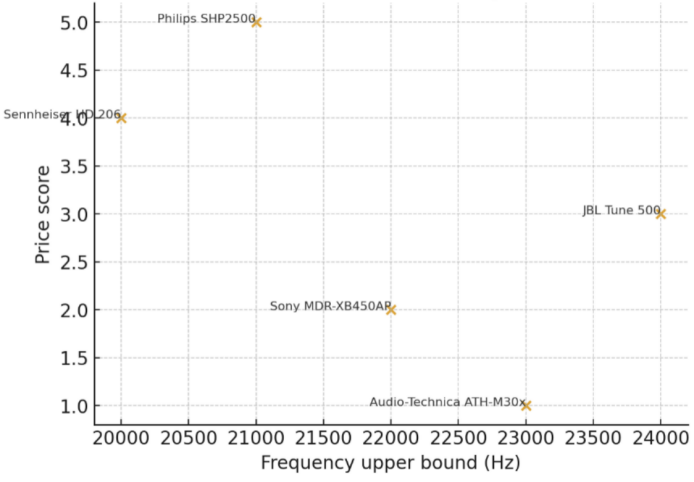 5.0
Philips SHP2500
4.5
Sennheiser HD 206
4.0
3.5
Price score
3.0
JBL Tune 500
2.5
Sony MDR-XB450AP
2.0
1.5
Audio-Technica ATH-M30x
1.0
20000 20500 21000 21500 22000 22500 23000 23500 24000
Frequency upper bound (Hz)